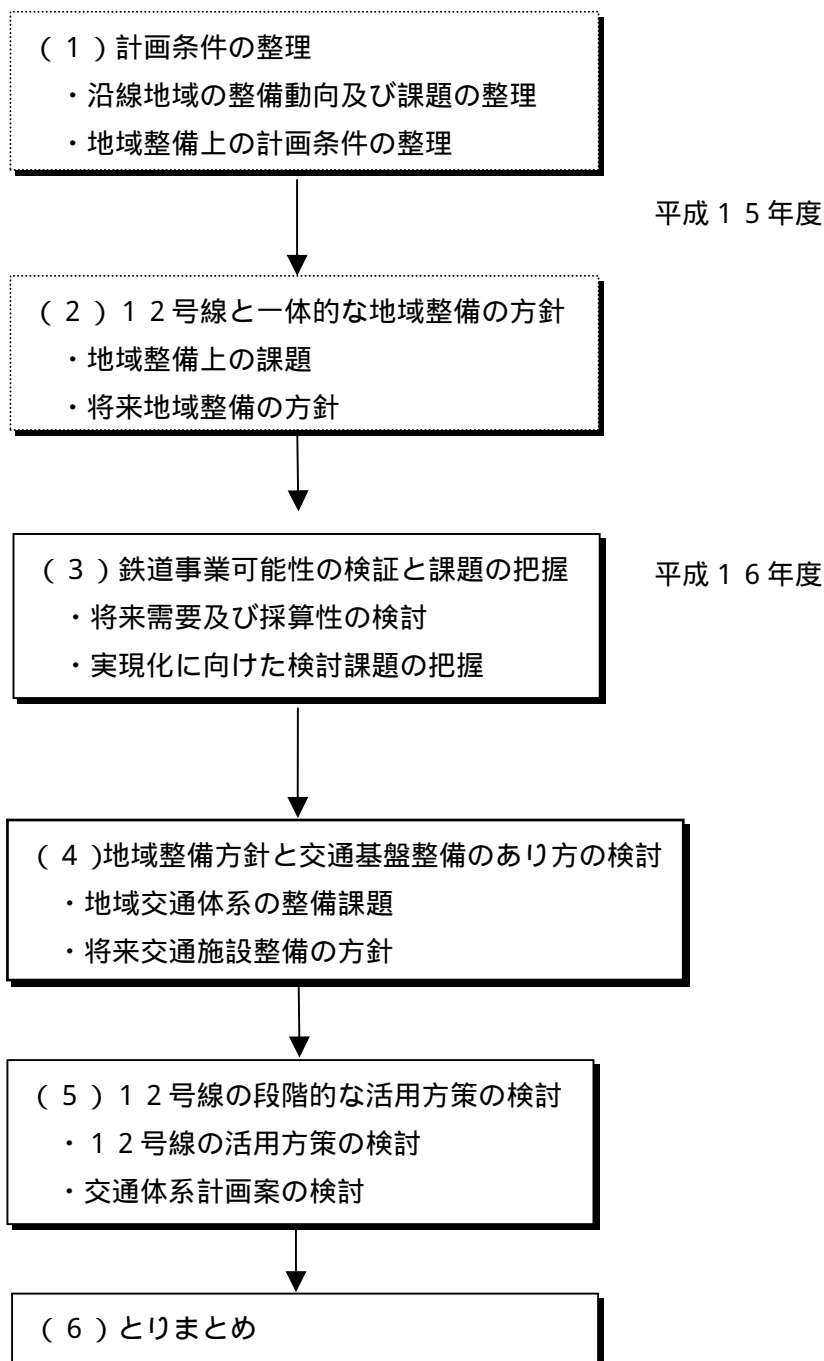 (1)計画条件の整理
・沿線地域の整備動向及び課題の整理
・地域整備上の計画条件の整理
平成15年度
(2)12号線と一体的な地域整備の方針
・地域整備上の課題
・将来地域整備の方針
(3)鉄道事業可能性の検証と課題の把握
平成16年度
・将来需要及び採算性の検討
・実現化に向けた検討課題の把握
(4)地域整備方針と交通基盤整備のあり方の検討
・地域交通体系の整備課題
・将来交通施設整備の方針
(5)12号線の段階的な活用方策の検討
・12号線の活用方策の検討
・交通体系計画案の検討
(6)とりまとめ